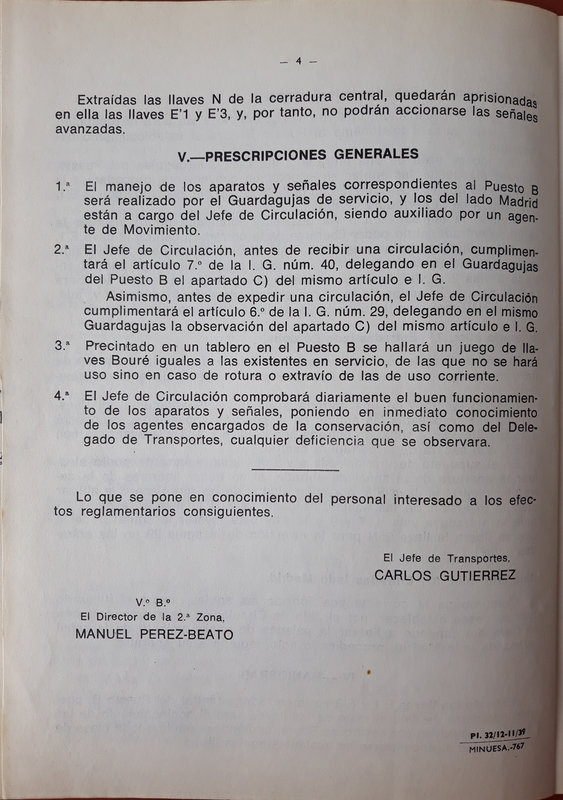 — 4 —
Extraídas las llaves N de la cerradura central, quedarán aprisionadas
en ella las llaves E'1 y E'3, y, por tanto, no podrán accionarse las señales
avanzadas.
V.—PRESCRIPCIONES GENERALES
1.ª El manejo de los aparatos y señales correspondientes al Puesto B
será realizado por el Guardagujas de servicio, y los del lado Madrid
están a cargo del Jefe de Circulación, siendo auxiliado por un agen-
te de Movimiento.
2.ª El Jefe de Circulación, antes de recibir una circulación, cumplimen-
tará el artículo 7.º de la I. G. núm. 40, delegando en el Guardagujas
del Puesto B el apartado C) del mismo artículo e I. G.
Asimismo, antes de expedir una circulación, el Jefe de Circulación
cumplimentará el artículo 6.º de la I. G. núm. 29, delegando en el mismo
Guardagujas la observación del apartado C) del mismo artículo e I. G.
3.ª Precintado en un tablero en el Puesto B se hallará un juego de lla-
ves Bouré iguales a las existentes en servicio, de las que no se hará
uso sino en caso de rotura o extravío de las de uso corriente.
4.ª El Jefe de Circulación comprobará diariamente el buen funcionamien-
to de los aparatos y señales, poniendo en inmediato conocimiento
de los agentes encargados de la conservación, así como del Dele-
gado de Transportes, cualquier deficiencia que se observara.
Lo que se pone en conocimiento del personal interesado a los efec-
tos reglamentarios consiguientes.
El Jefe de Transportes,
CARLOS GUTIERREZ
V.º B.º
El Director de la 2.ª Zona,
MANUEL PEREZ-BEATO
Pl. 32/12-11/39
MINUESA.-767